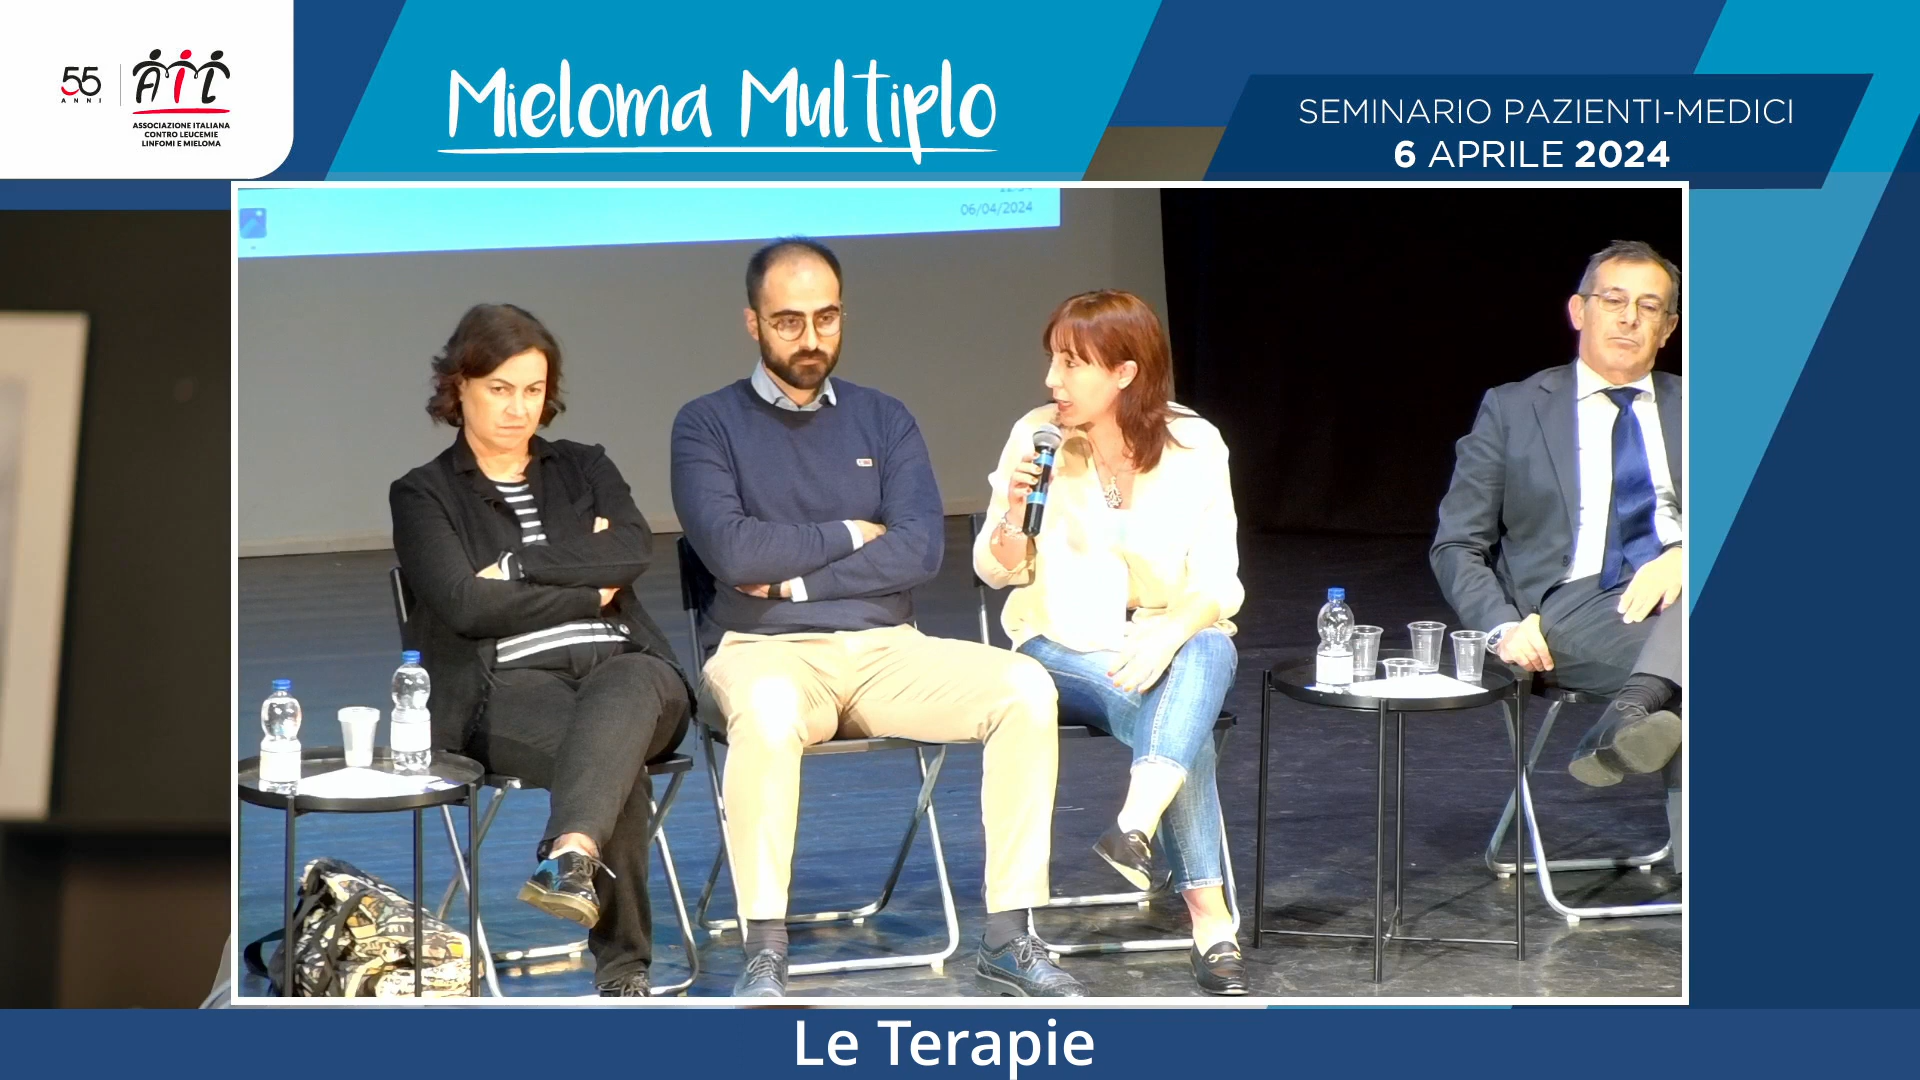 55
ANNI
AIL
ASSOCIAZIONE ITALIANA
CONTRO LEUCEMIE
LINFOMI E MIELOMA
Mieloma Multiplo
SEMINARIO PAZIENTI-MEDICI
6 APRILE 2024
06/04/2024
Le Terapie